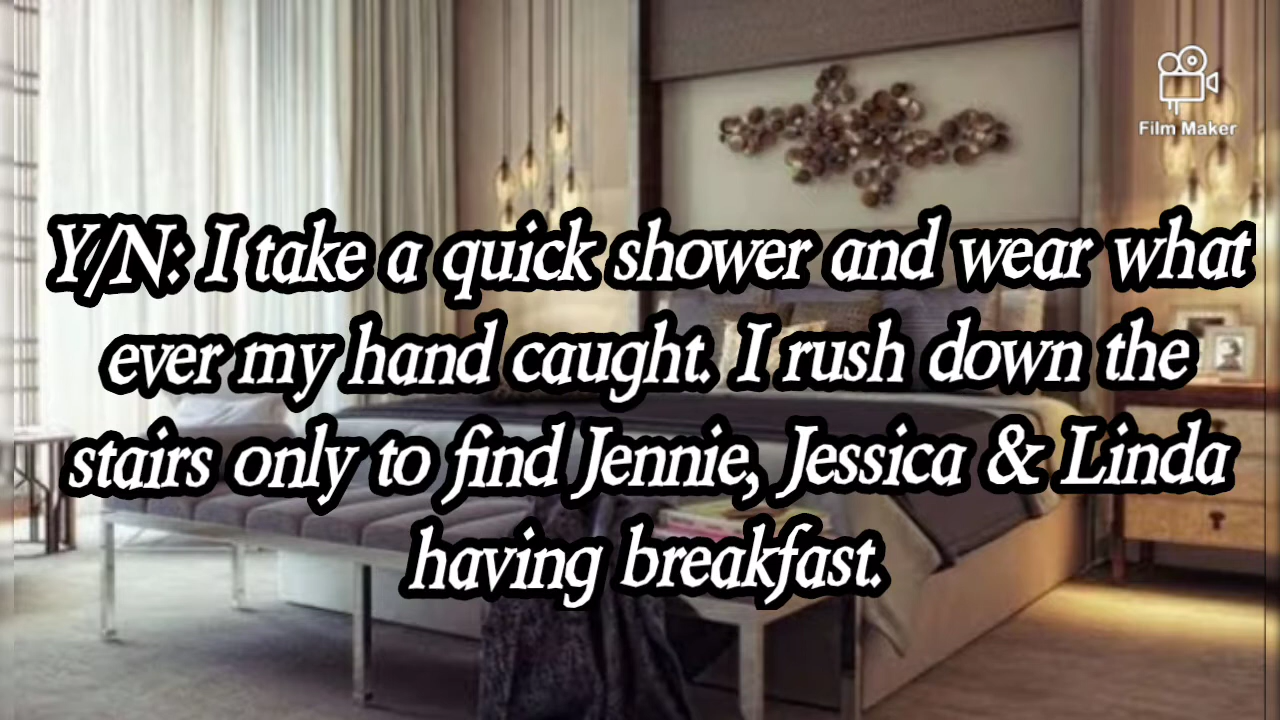 Film Maker
Y/N: I take a quick shower and wear what
ever my hand caught. I rush down the
stairs only to find Jennie, Jessica & Linda
having breakfast.